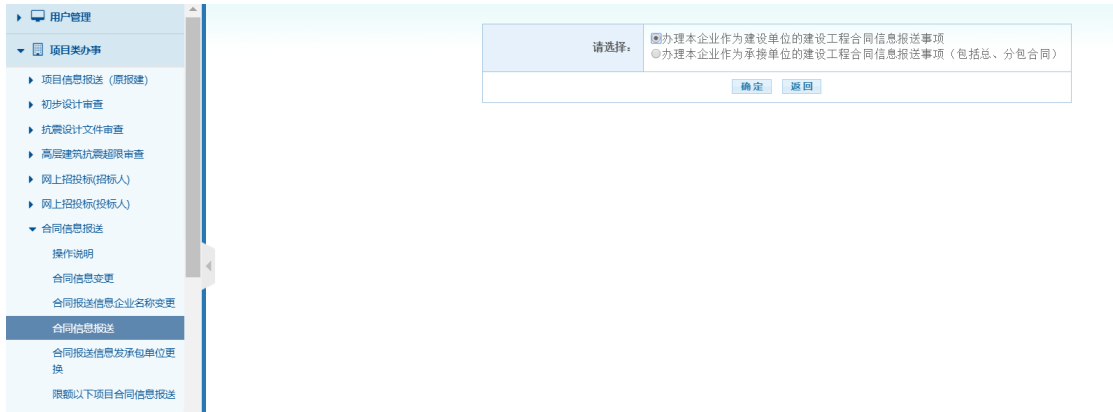 用户管理
项目类办事
项目信息报送（原报建）
初步设计审查
抗震设计文件审查
高层建筑抗震超限审查
网上招投标(招标人)
网上招投标(投标人)
合同信息报送
操作说明
合同信息变更
合同报送信息企业名称变更
合同信息报送
合同报送信息发承包单位更
换
限额以下项目合同信息报送
请选择：
办理本企业作为建设单位的建设工程合同信息报送事项
办理本企业作为承接单位的建设工程合同信息报送事项（包括总、分包合同）
确定 返回